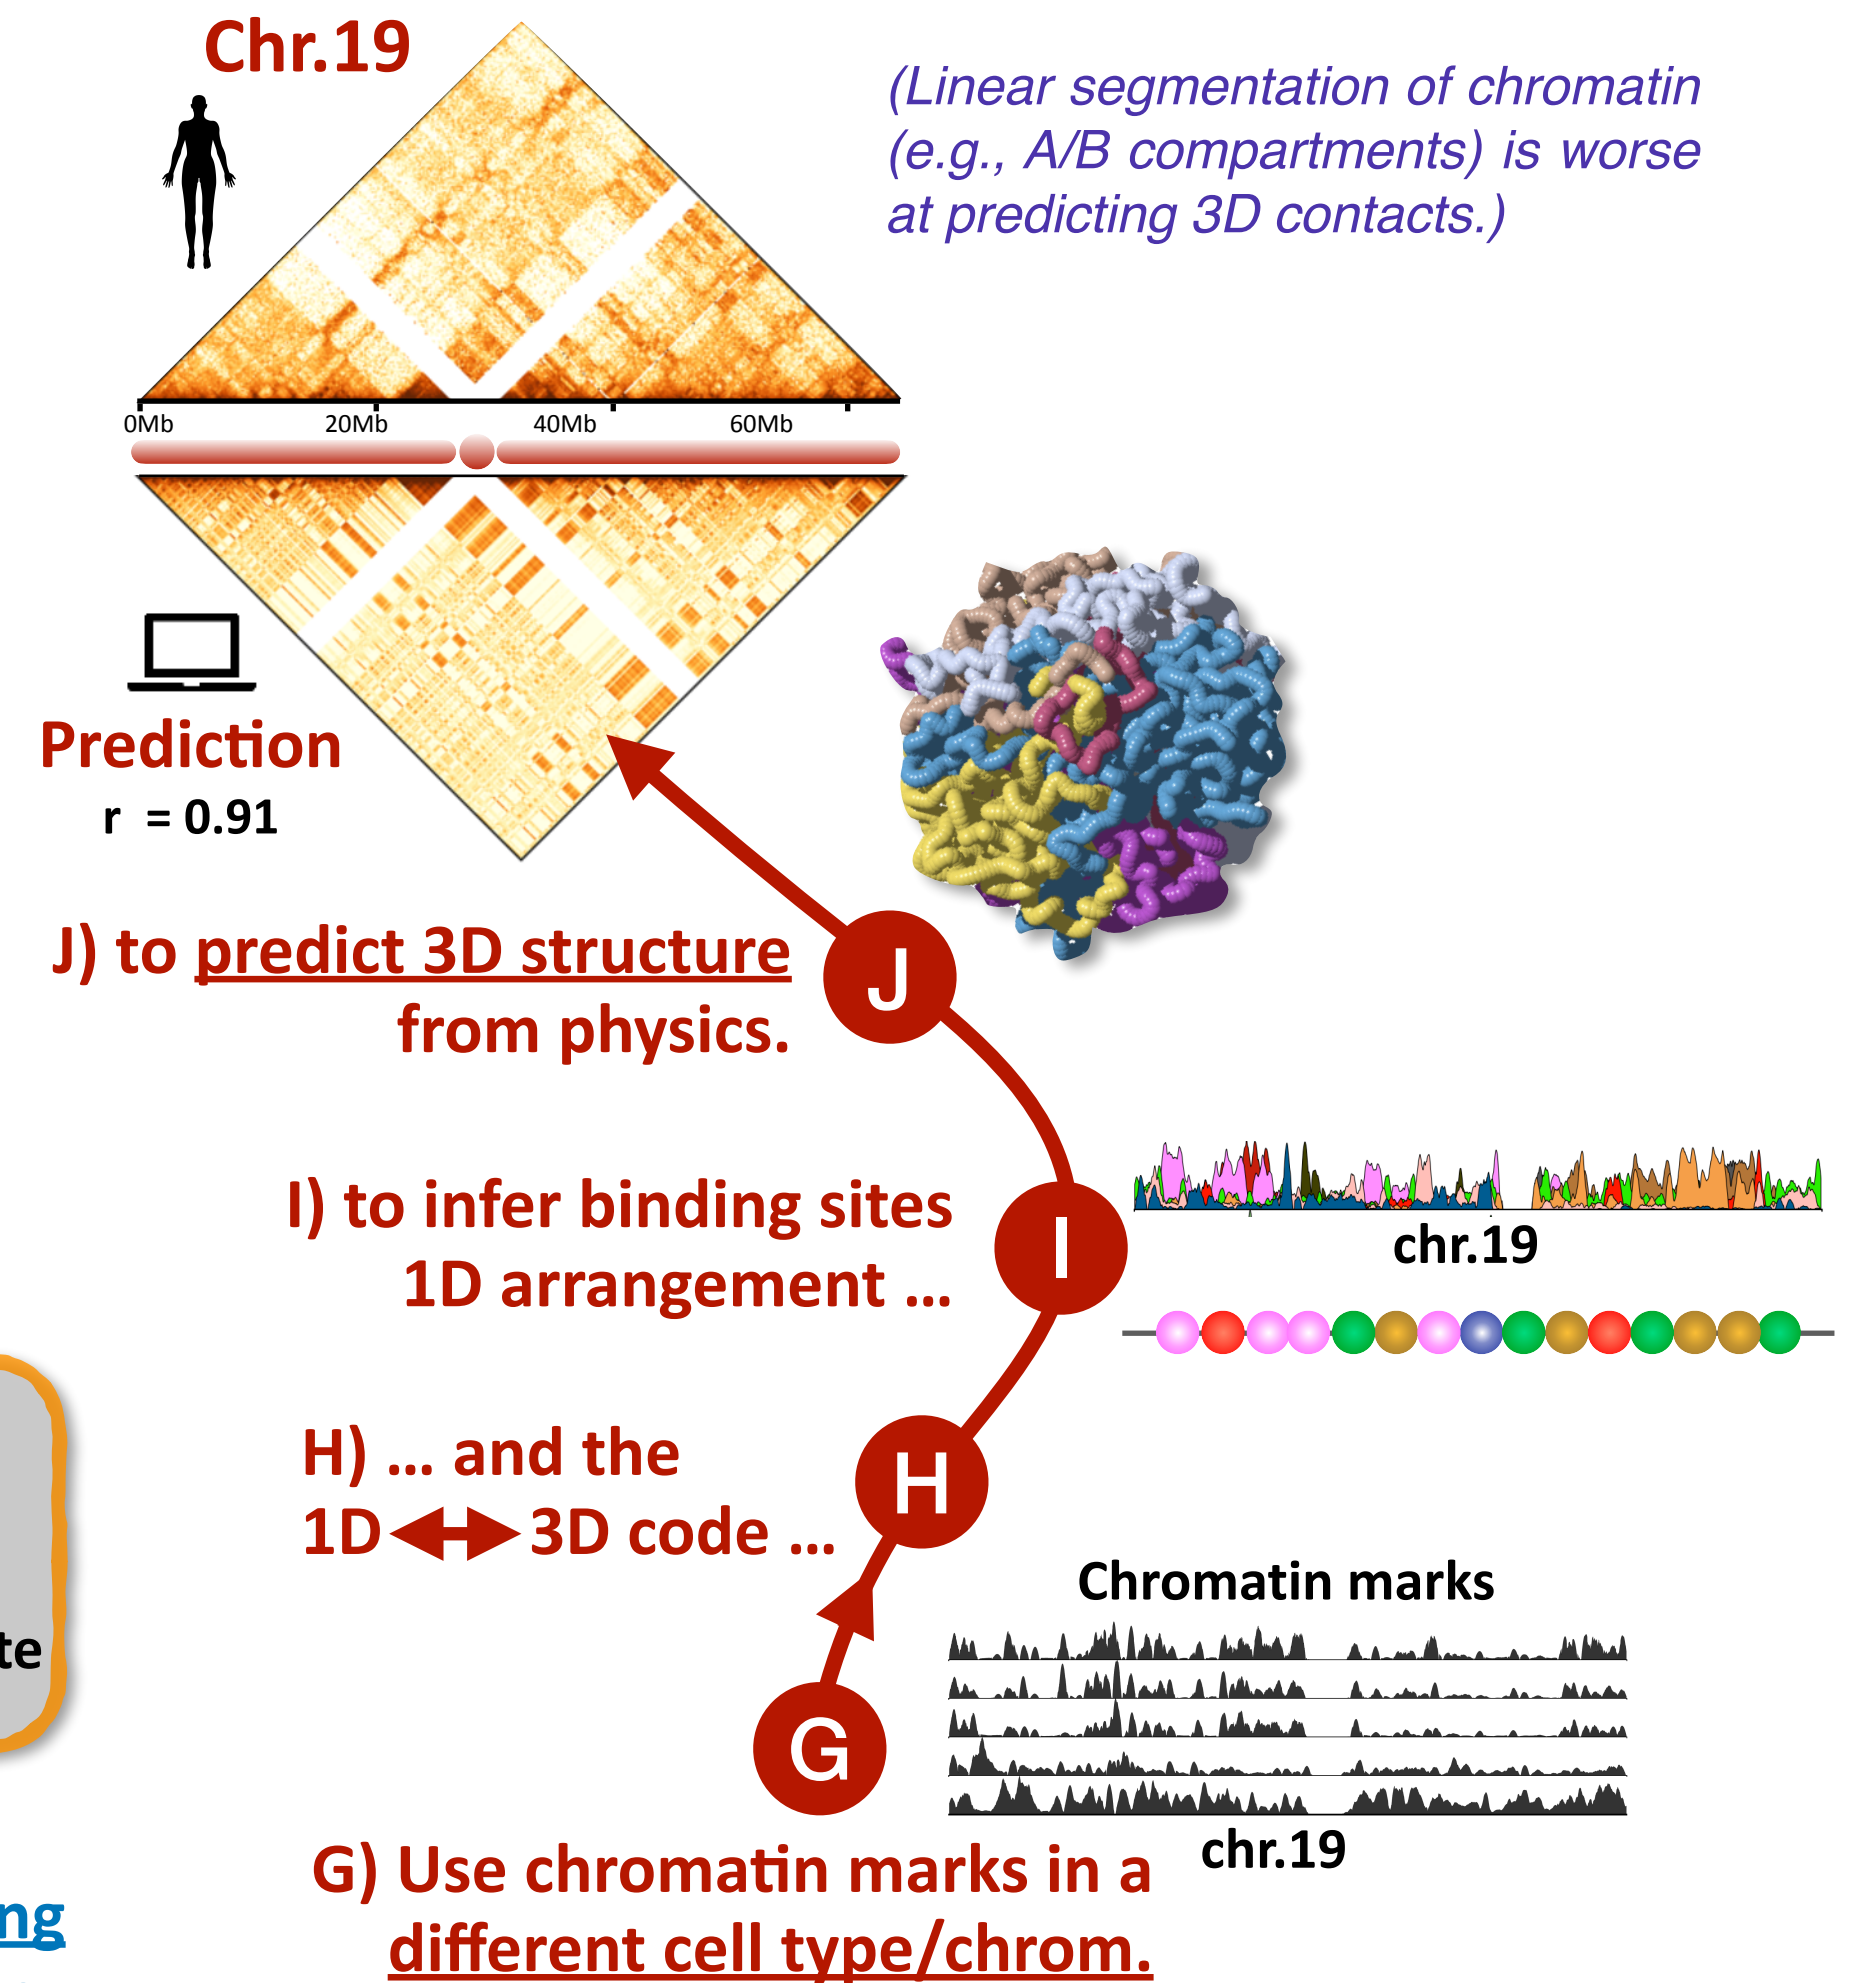 Chr.19
(Linear segmentation of chromatin
(e.g., A/B compartments) is worse
at predicting 3D contacts.)
0Mb 20Mb 40Mb 60Mb
Prediction
r = 0.91
J) to predict 3D structure
from physics.
J
I) to infer binding sites
1D arrangement ...
I
chr.19
H) ... and the
1D 3D code ...
H
Chromatin marks
te
G
chr.19
G) Use chromatin marks in a
different cell type/chrom.
ng